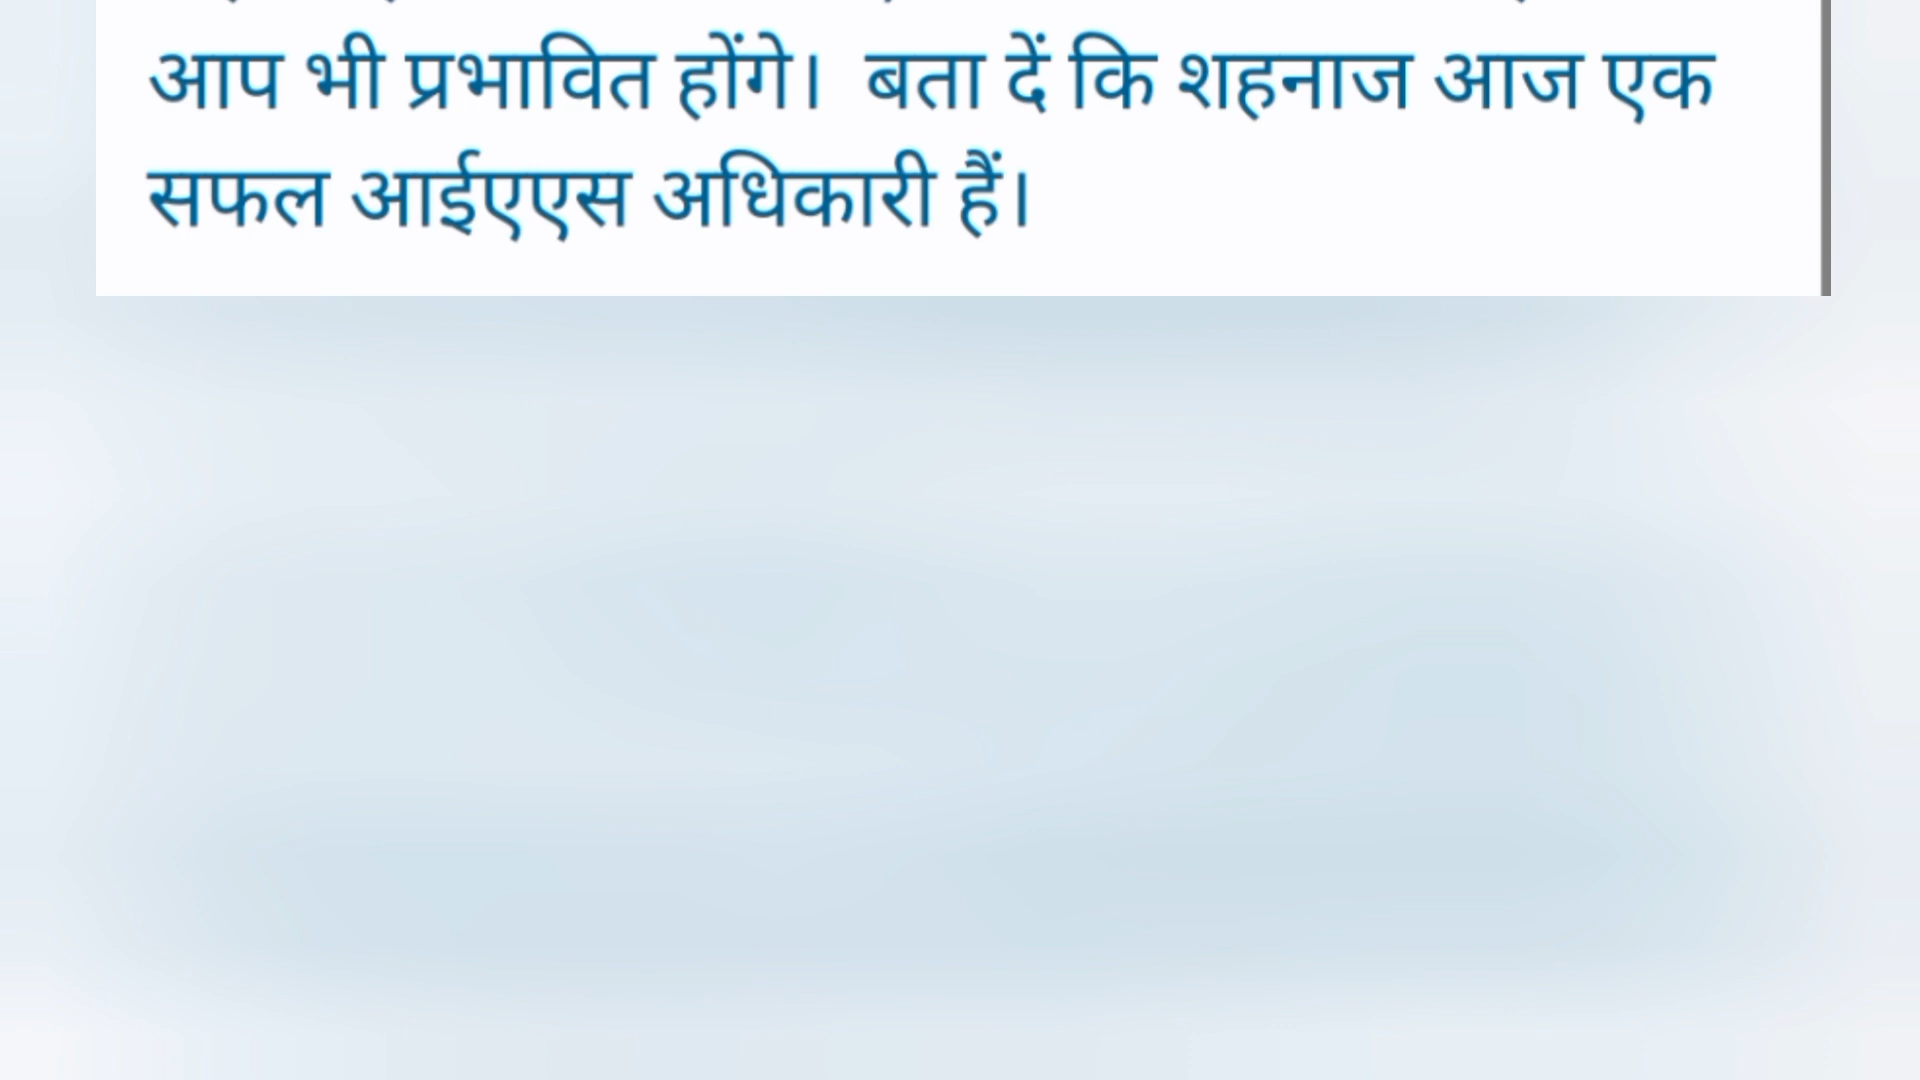 आप भी प्रभावित होंगे। बता दें कि शहनाज आज एक
सफल आईएएस अधिकारी हैं।